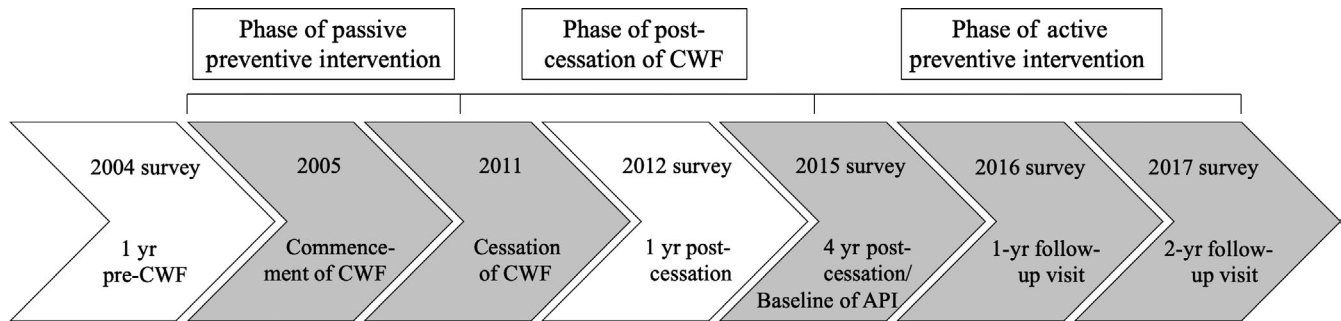 Phase of passive
preventive intervention
Phase of post-
cessation of CWF
Phase of active
preventive intervention
2004 survey
1 yr
pre-CWF
2005
Commence-
ment of CWF
2011
Cessation
of CWF
2012 survey
1 yr post-
cessation
2015 survey
4 yr post-
cessation/
Baseline of API
2016 survey
1-yr follow-
up visit
2017 survey
2-yr follow-
up visit